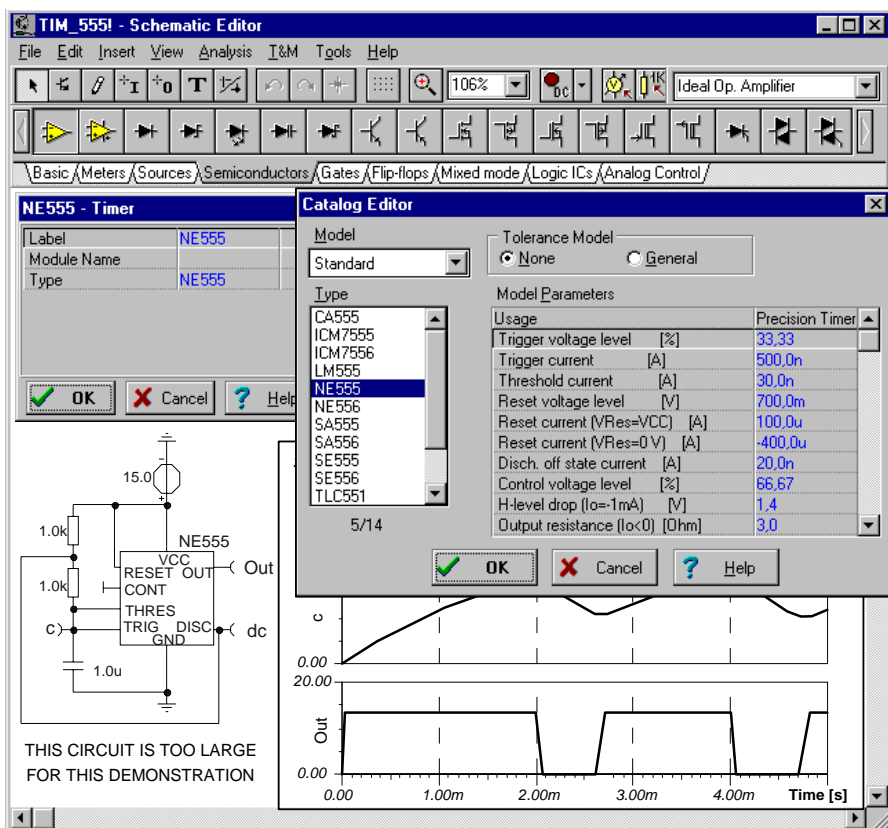 TIM_555! - Schematic Editor
File Edit Insert View Analysis T&M Tools Help
I 0 T 106% DC 1K Ideal Op. Amplifier
Basic Meters Sources Semiconductors Gates Flip-flops Mixed mode Logic ICs Analog Control
NE555 - Timer
Label NE555
Module Name
Type NE555
OK Cancel ? Help
Catalog Editor
Model
Standard
Tolerance Model
None General
Type
CA555
ICM7555
ICM7556
LM555
NE555
NE556
SA555
SA556
SE555
SE556
TLC551
5/14
Model Parameters
Usage Precision Timer
Trigger voltage level [%] 33,33
Trigger current [A] 500,0n
Threshold current [A] 30,0n
Reset voltage level [V] 700,0m
Reset current (VRes=VCC) [A] 100,0u
Reset current (VRes=0 V) [A] -400,0u
Disch. off state current [A] 20,0n
Control voltage level [%] 66,67
H-level drop (Io=-1mA) [V] 1,4
Output resistance (Io<0) [Ohm] 3,0
OK Cancel ? Help
15.0
- +
1.0k
NE555
VCC
RESET OUT
Out
1.0k
CONT
THRES
c
TRIG DISC
dc
GND
1.0u
THIS CIRCUIT IS TOO LARGE
FOR THIS DEMONSTRATION
c
0.00
20.00
Out
0.00
0.00 1.00m 2.00m 3.00m 4.00m Time [s]